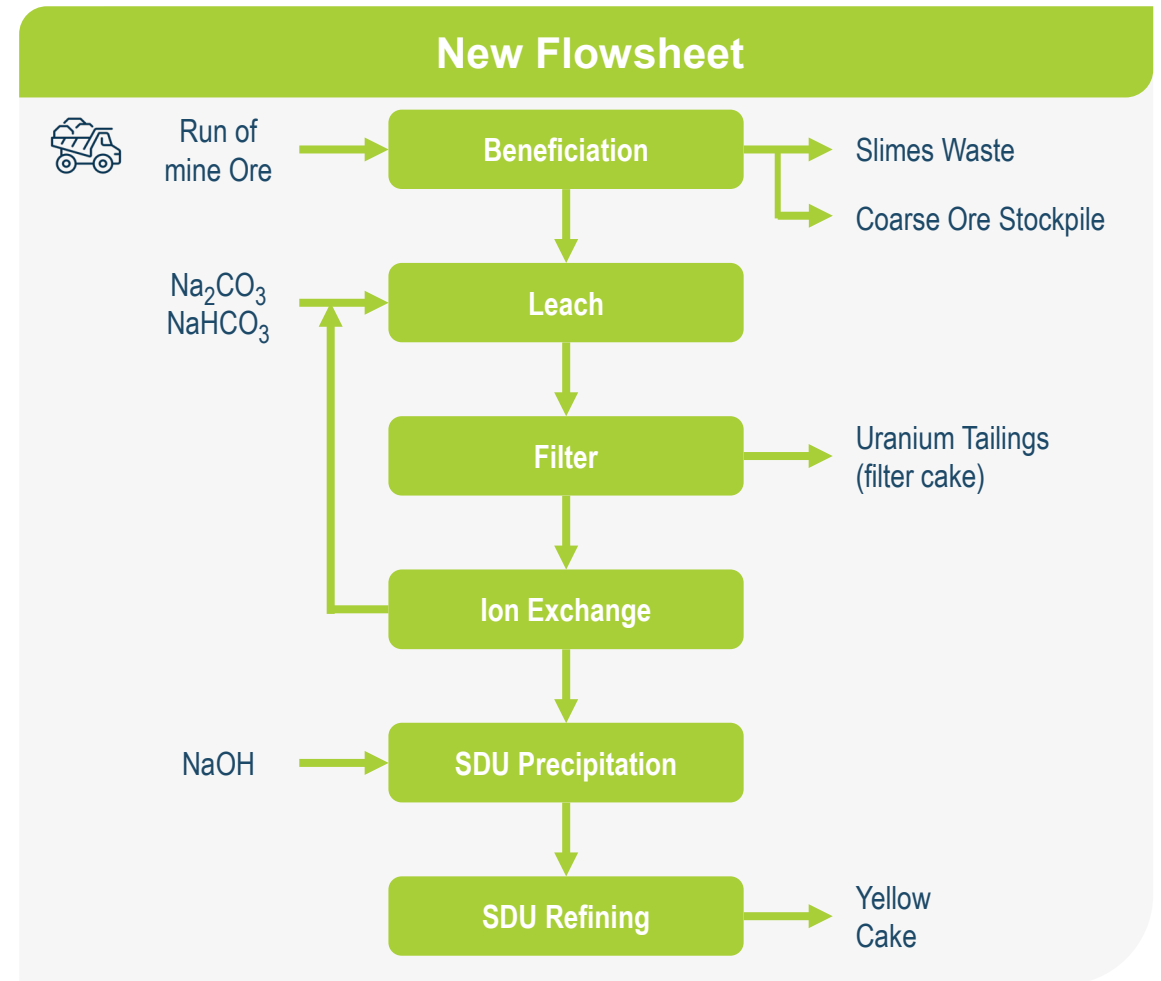 New Flowsheet
Run of
mine Ore
Beneficiation
Slimes Waste
Coarse Ore Stockpile
Na₂CO₃
NaHCO₃
Leach
Filter
Uranium Tailings
(filter cake)
Ion Exchange
NaOH
SDU Precipitation
SDU Refining
Yellow
Cake